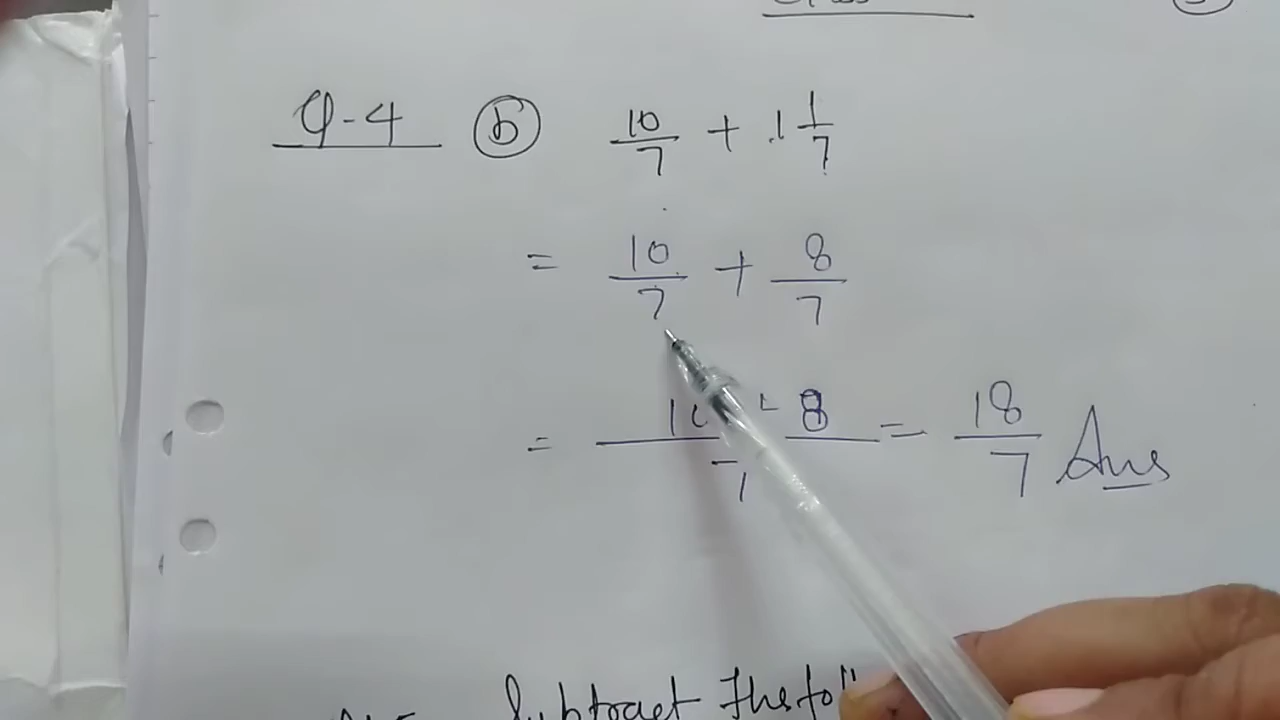 Q-4 (b) 10/7 + 1 1/7
= 10/7 + 8/7
= 10 + 8/7 = 18/7 Ans
Subtract The